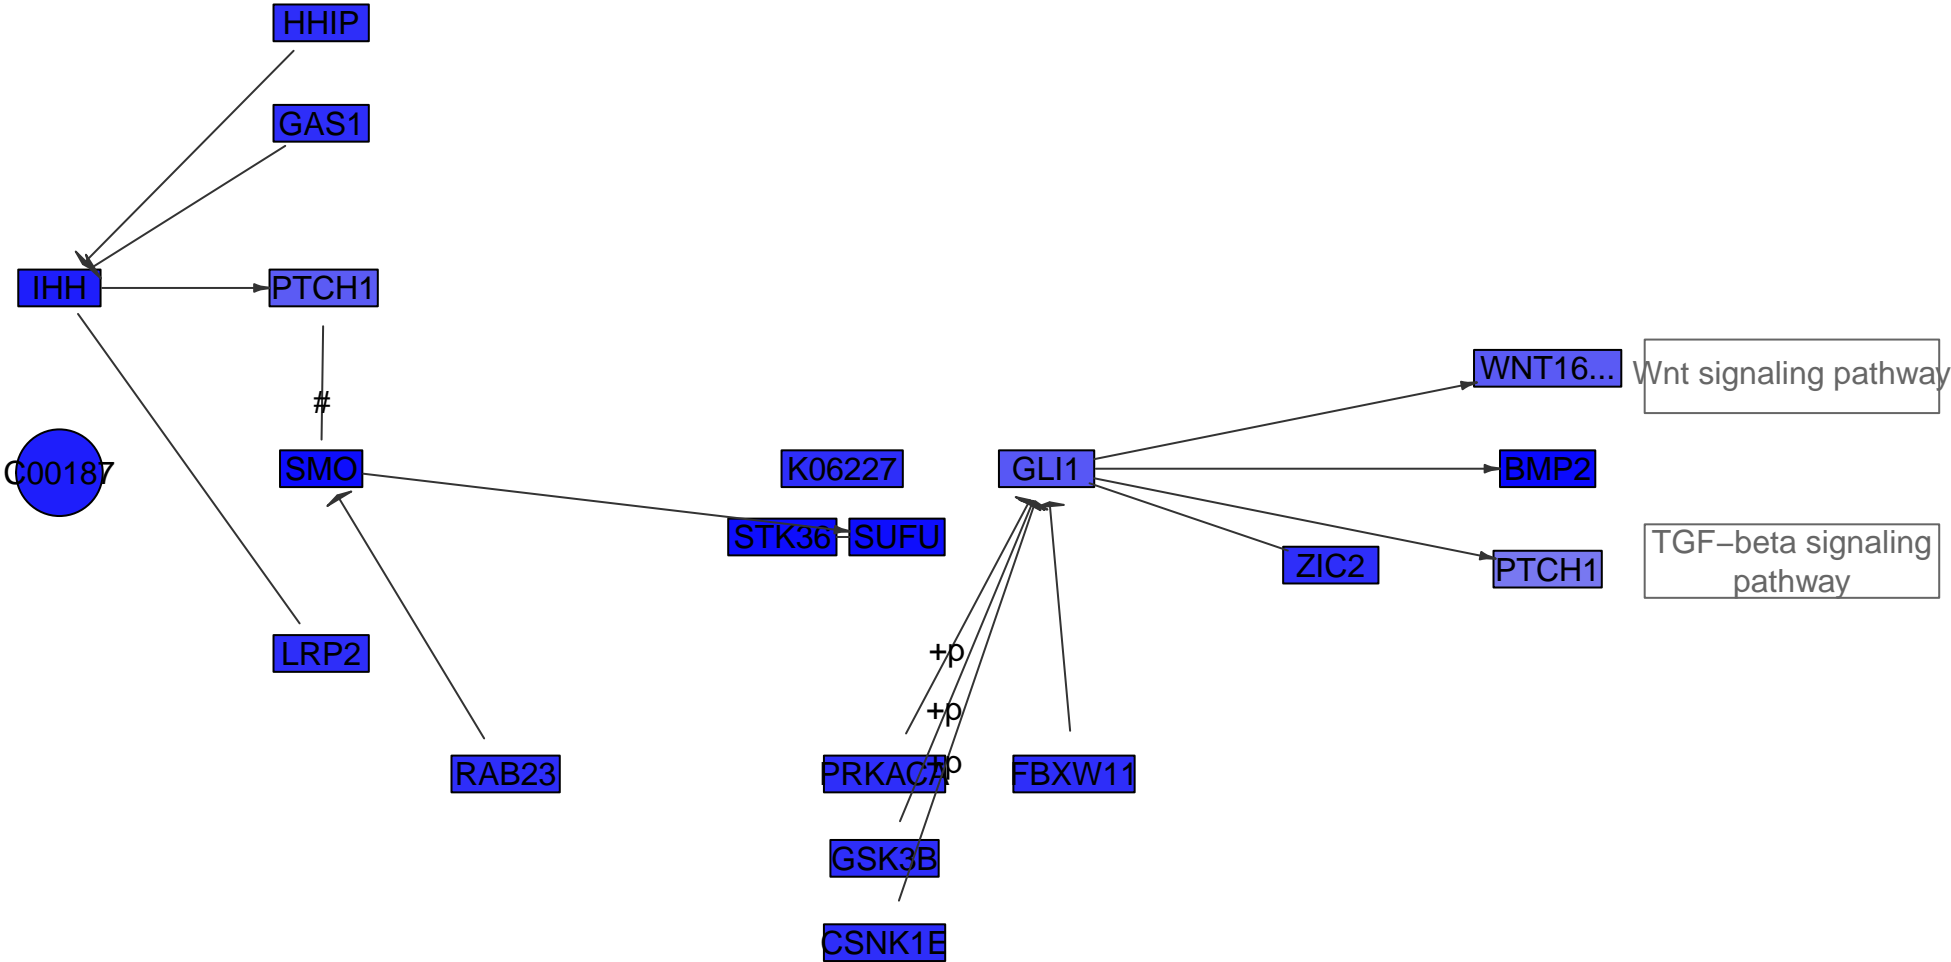 HHIP
GAS1
IHH
PTCH1
WNT16...
Wnt signaling pathway
#
C00187
SMO
K06227
GLI1
BMP2
STK36
SUFU
TGF−beta signaling
pathway
ZIC2
PTCH1
LRP2
+p
+p
+p
RAB23
PRKACA
FBXW11
GSK3B
CSNK1E